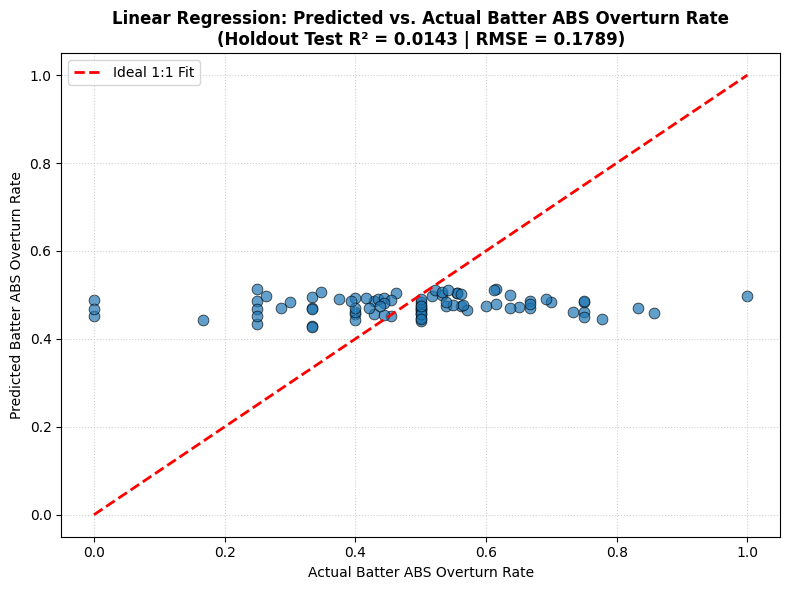 Linear Regression: Predicted vs. Actual Batter ABS Overturn Rate
(Holdout Test R² = 0.0143 | RMSE = 0.1789)
Ideal 1:1 Fit
Predicted Batter ABS Overturn Rate
1.0
0.8
0.6
0.4
0.2
0.0
0.0 0.2 0.4 0.6 0.8 1.0
Actual Batter ABS Overturn Rate